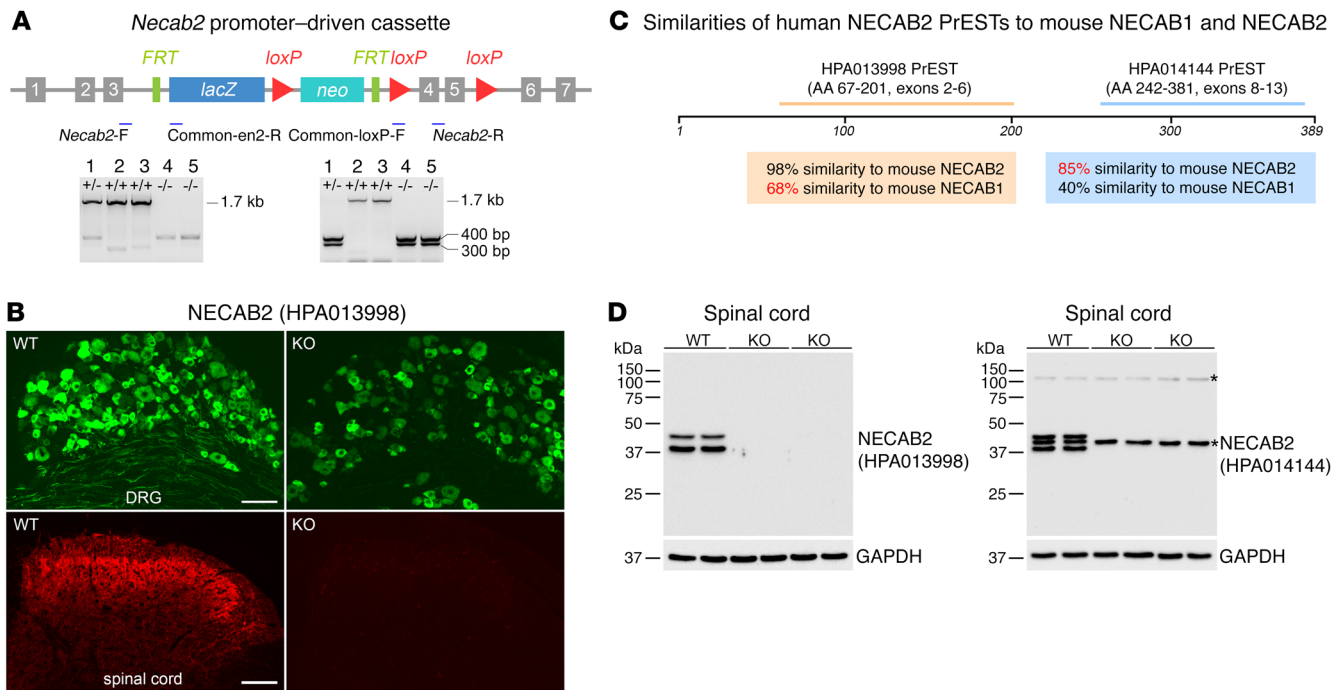 A
Necab2 promoter–driven cassette
FRT loxP FRT loxP loxP
1 2 3 lacZ neo 4 5 6 7
Necab2-F Common-en2-R Common-loxP-F Necab2-R
1 2 3 4 5
+/- +/+ +/+ -/- -/-
1.7 kb
1 2 3 4 5
+/- +/+ +/+ -/- -/-
1.7 kb
400 bp
300 bp
B
NECAB2 (HPA013998)
WT
KO
DRG
WT
KO
spinal cord
C
Similarities of human NECAB2 PrESTs to mouse NECAB1 and NECAB2
HPA013998 PrEST
(AA 67-201, exons 2-6)
HPA014144 PrEST
(AA 242-381, exons 8-13)
1 100 200 300 389
98% similarity to mouse NECAB2
68% similarity to mouse NECAB1
85% similarity to mouse NECAB2
40% similarity to mouse NECAB1
D
Spinal cord
WT KO KO
kDa
150
100
75
50
37
25
NECAB2
(HPA013998)
37
GAPDH
Spinal cord
WT KO KO
kDa
150
100
75
50
37
25
*
*NECAB2
(HPA014144)
37
GAPDH